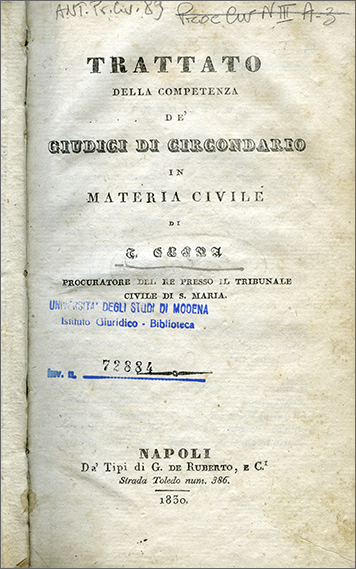 ANT. Pr. Civ. 89
Proc Civ N III A-3
TRATTATO
DELLA COMPETENZA
DE'
GIUDICI DI CIRCONDARIO
IN
MATERIA CIVILE
DI
PROCURATORE DEL RE PRESSO IL TRIBUNALE
CIVILE DI S. MARIA.
UNIVERSITA' DEGLI STUDI DI MODENA
Istituto Giuridico - Biblioteca
Inv. n. 72884
NAPOLI
Da' Tipi di G. DE RUBERTO, E C.I
Strada Toledo num. 386.
1830.